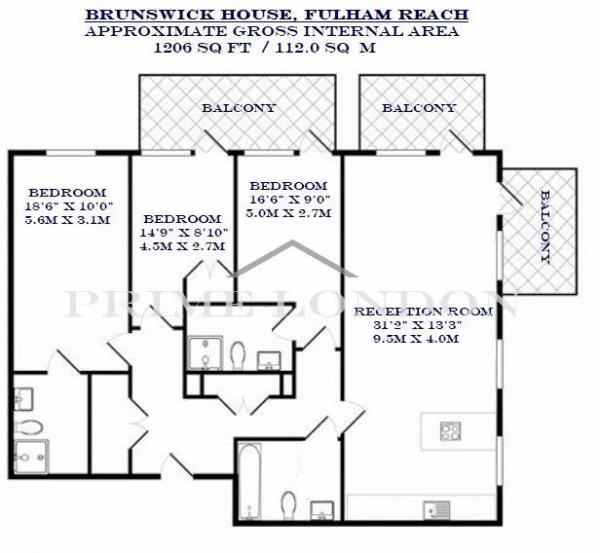 BRUNSWICK HOUSE, FULHAM REACH
APPROXIMATE GROSS INTERNAL AREA
1206 SQ FT / 112.0 SQ M
BALCONY
BALCONY
BALCONY
BEDROOM
18'6" X 10'0"
5.6M X 3.1M
BEDROOM
14'9" X 8'10"
4.5M X 2.7M
BEDROOM
16'6" X 9'0"
5.0M X 2.7M
PRIME LONDON
RECEPTION ROOM
31'2" X 13'3"
9.5M X 4.0M